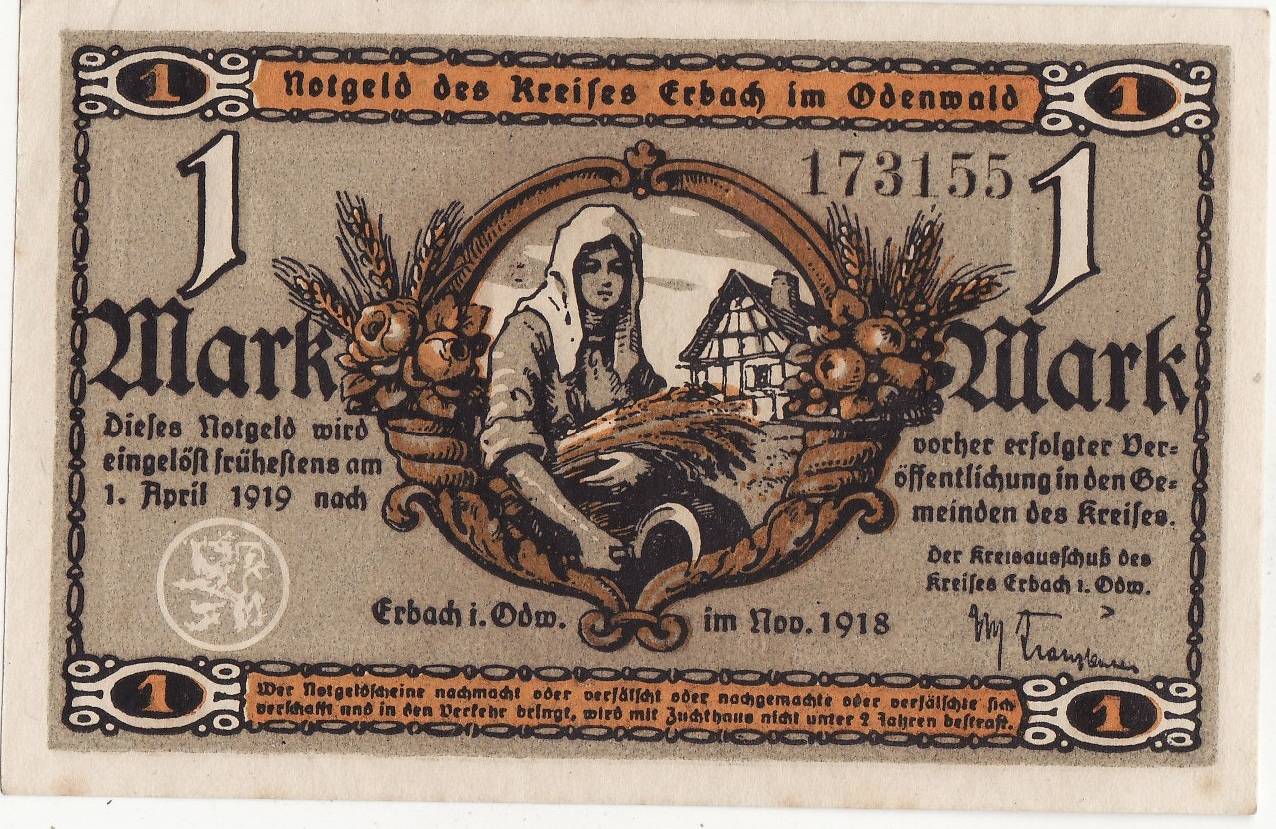 1
Notgeld des Kreises Erbach im Odenwald
1
173155
1
1
Mark
Mark
Dieses Notgeld wird
eingelöst frühestens am
1. April 1919 nach
vorher erfolgter Ver-
öffentlichung in den Ge-
meinden des Kreises.
Der Kreisausschuß des
Kreises Erbach i. Odw.
Erbach i. Odw.
im Nov. 1918
1
Wer Notgeldscheine nachmacht oder verfälscht oder nachgemachte oder verfälschte sich
verschafft und in den Verkehr bringt, wird mit Zuchthaus nicht unter 2 Jahren bestraft.
1